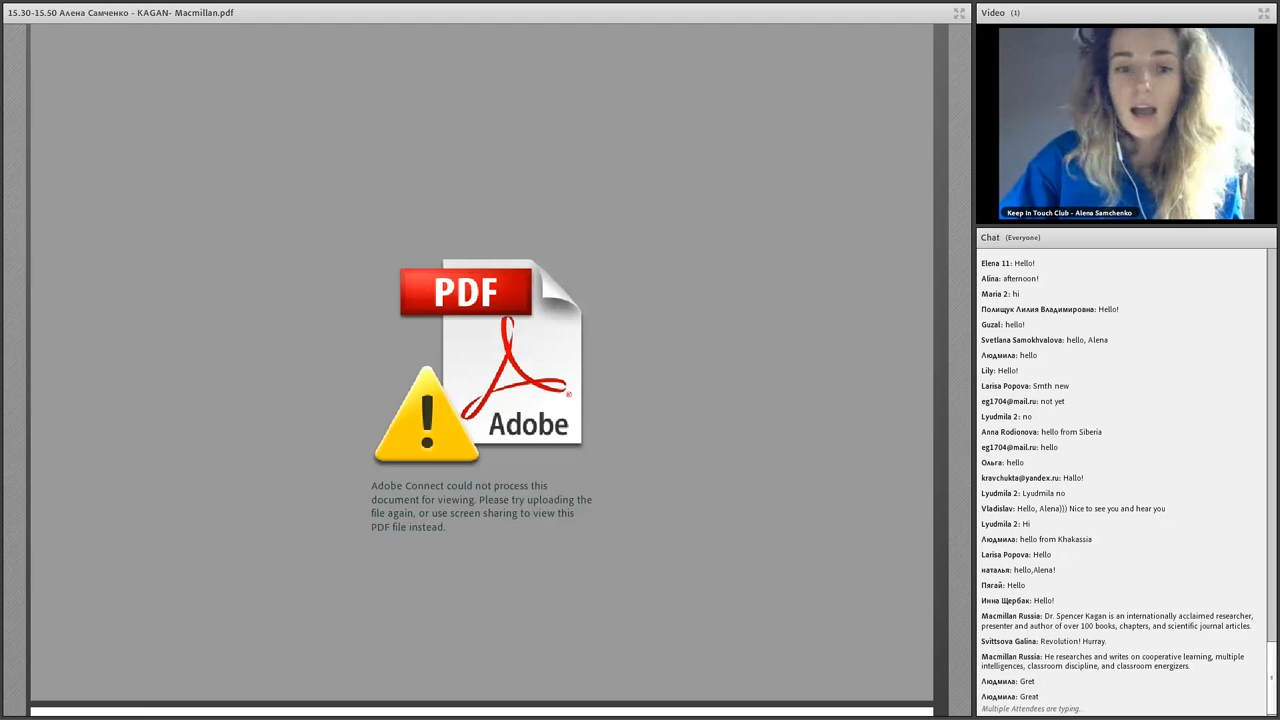 15.30-15.50 Алена Самченко - KAGAN- Macmillan.pdf
PDF
Adobe
Adobe Connect could not process this
document for viewing. Please try uploading the
file again, or use screen sharing to view this
PDF file instead.
Video (1)
Keep In Touch Club - Alena Samchenko
Chat (Everyone)
Elena 11: Hello!
Alina: afternoon!
Maria 2: hi
Полищук Лилия Владимировна: Hello!
Guzal: hello!
Svetlana Samokhvalova: hello, Alena
Людмила: hello
Lily: Hello!
Larisa Popova: Smth new
eg1704@mail.ru: not yet
Lyudmila 2: no
Anna Rodionova: hello from Siberia
eg1704@mail.ru: hello
Ольга: hello
kravchukta@yandex.ru: Hallo!
Lyudmila 2: Lyudmila no
Vladislav: Hello, Alena))) Nice to see you and hear you
Lyudmila 2: Hi
Людмила: hello from Khakassia
Larisa Popova: Hello
наталья: hello,Alena!
Пягай: Hello
Инна Щербак: Hello!
Macmillan Russia: Dr. Spencer Kagan is an internationally acclaimed researcher,
presenter and author of over 100 books, chapters, and scientific journal articles.
Svittsova Galina: Revolution! Hurray.
Macmillan Russia: He researches and writes on cooperative learning, multiple
intelligences, classroom discipline, and classroom energizers.
Людмила: Gret
Людмила: Great
Multiple Attendees are typing...